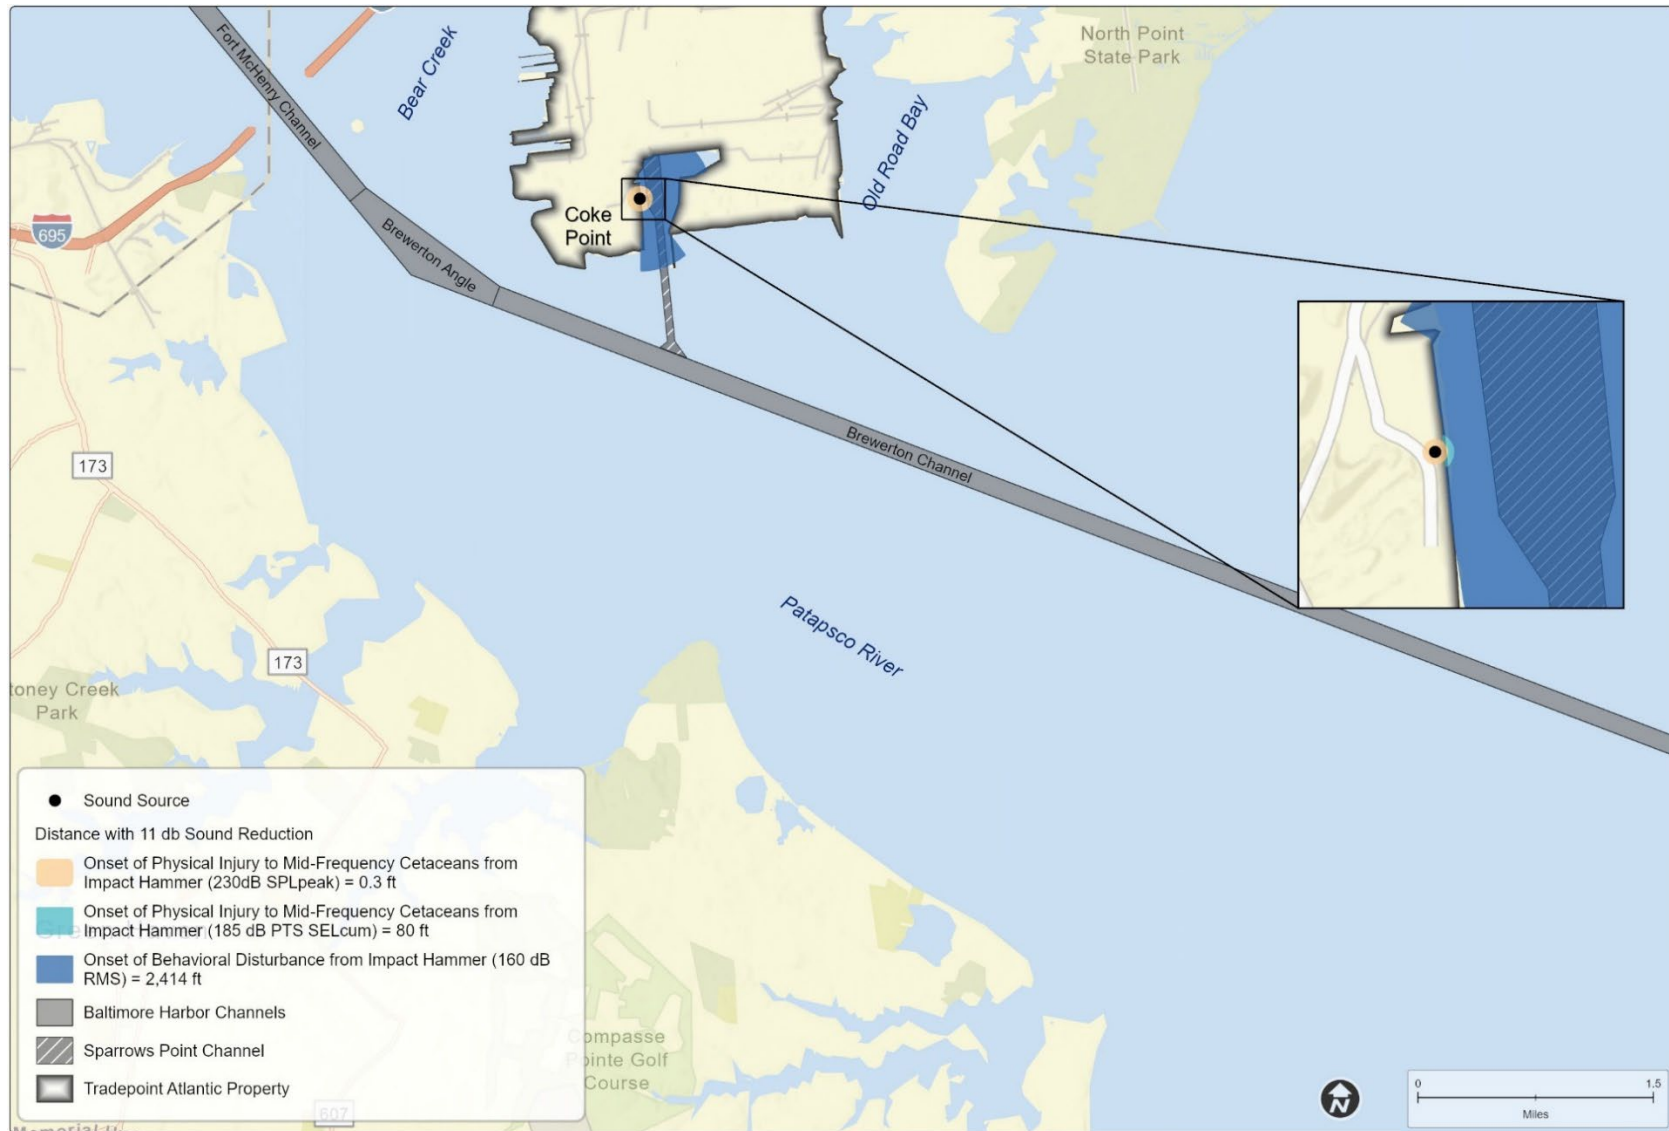 North Point
State Park
Fort McHenry Channel
Bear Creek
Old Road Bay
695
Coke
Point
Brewerton Angle
173
Brewerton Channel
Patapsco River
173
toney Creek
Park
Sound Source
Distance with 11 db Sound Reduction
Onset of Physical Injury to Mid-Frequency Cetaceans from
Impact Hammer (230dB SPLpeak) = 0.3 ft
Onset of Physical Injury to Mid-Frequency Cetaceans from
Impact Hammer (185 dB PTS SELcum) = 80 ft
Onset of Behavioral Disturbance from Impact Hammer (160 dB
RMS) = 2,414 ft
Baltimore Harbor Channels
Sparrows Point Channel
Tradepoint Atlantic Property
Compasse
Pointe Golf
Course
607
N
0
1.5
Miles